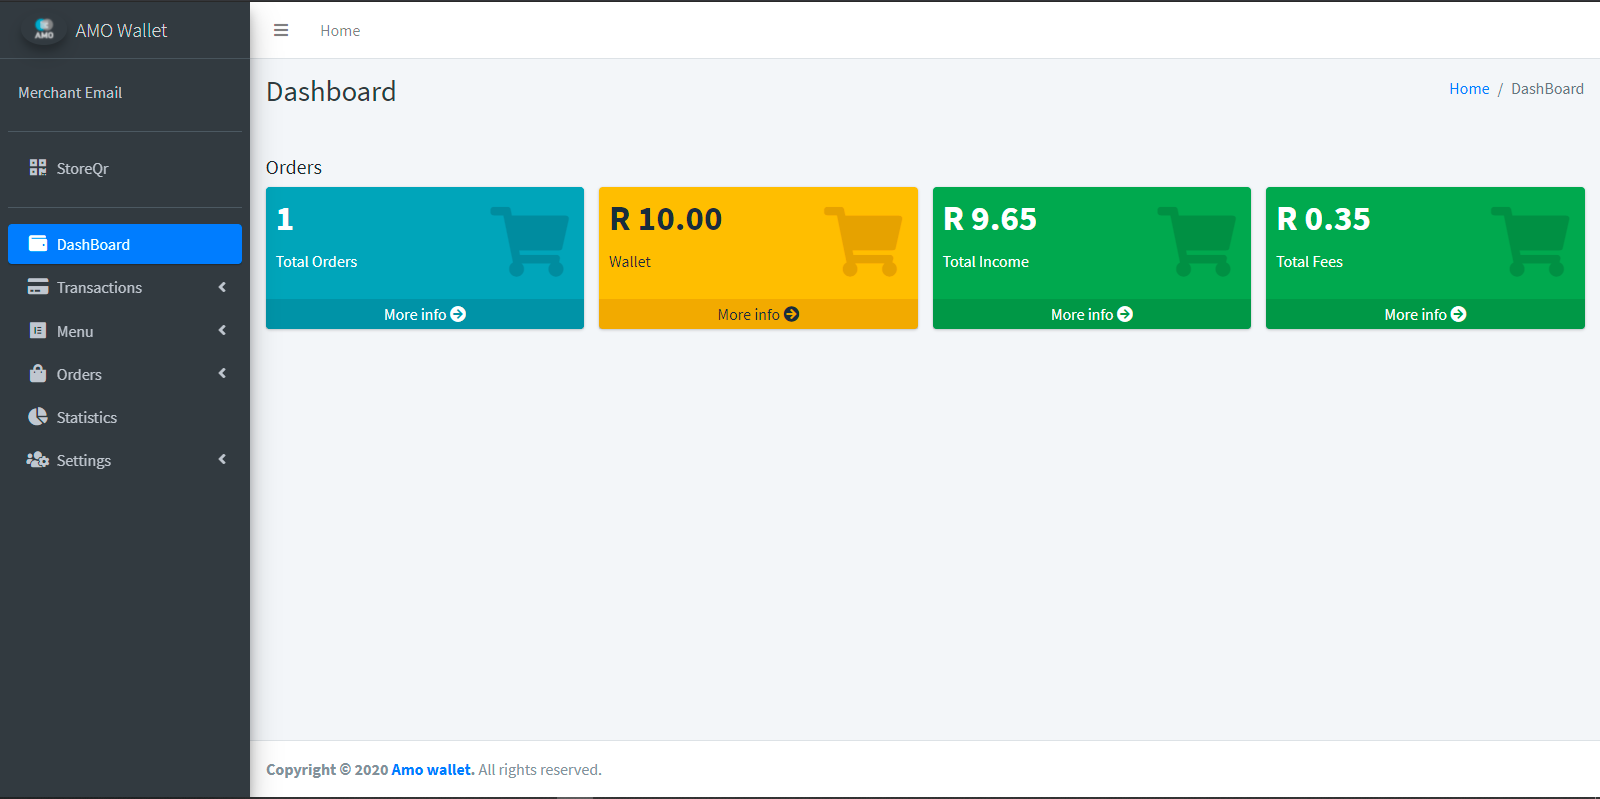 AMO
AMO Wallet
Home
Merchant Email
StoreQr
DashBoard
Transactions
Menu
Orders
Statistics
Settings
Dashboard
Home / DashBoard
Orders
1
Total Orders
More info
R 10.00
Wallet
More info
R 9.65
Total Income
More info
R 0.35
Total Fees
More info
Copyright © 2020 Amo wallet. All rights reserved.